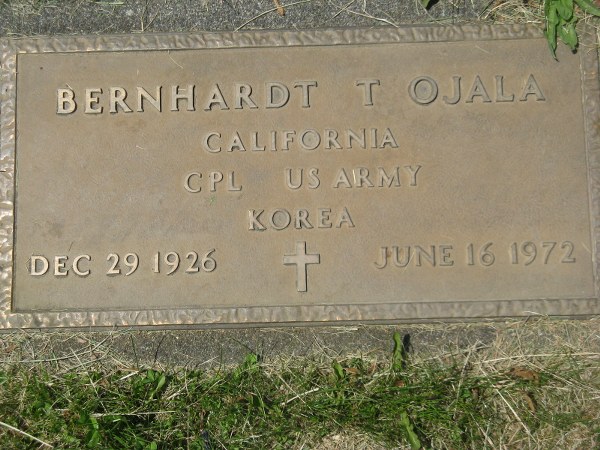 BERNHARDT T OJALA
CALIFORNIA
CPL US ARMY
KOREA
DEC 29 1926 JUNE 16 1972